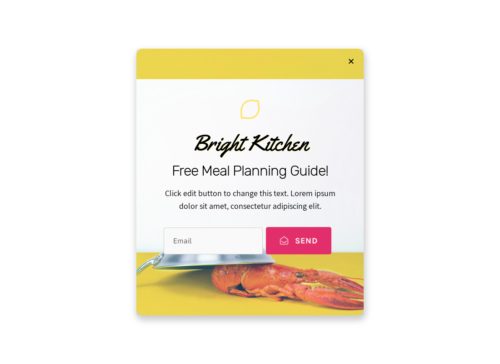 ×
Bright Kitchen
Free Meal Planning Guide!
Click edit button to change this text. Lorem ipsum
dolor sit amet, consectetur adipiscing elit.
Email
SEND